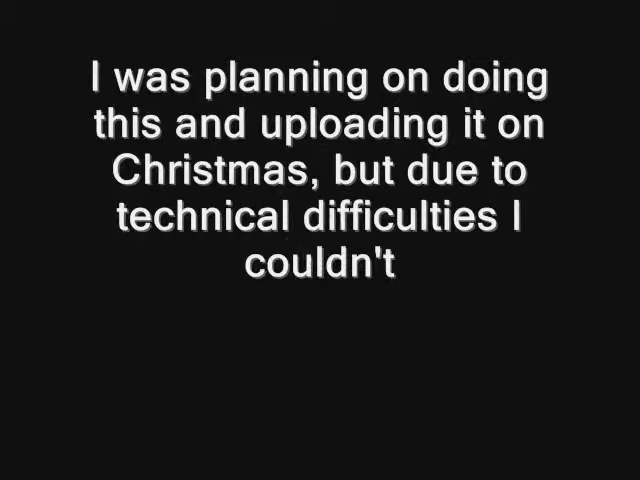 I was planning on doing
this and uploading it on
Christmas, but due to
technical difficulties I
couldn't